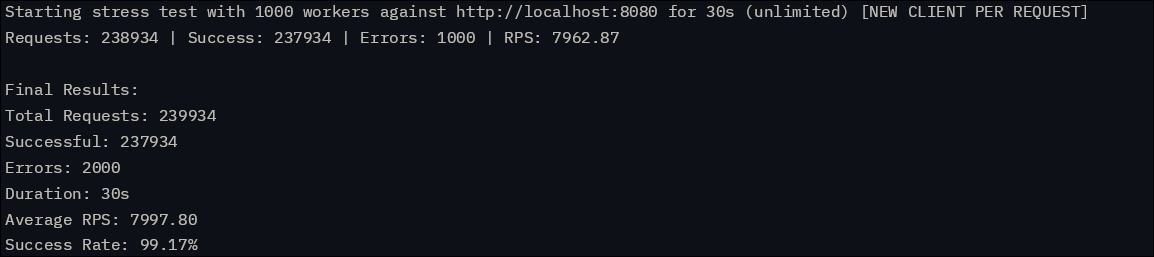 Starting stress test with 1000 workers against http://localhost:8080 for 30s (unlimited) [NEW CLIENT PER REQUEST]
Requests: 238934 | Success: 237934 | Errors: 1000 | RPS: 7962.87
Final Results:
Total Requests: 239934
Successful: 237934
Errors: 2000
Duration: 30s
Average RPS: 7997.80
Success Rate: 99.17%